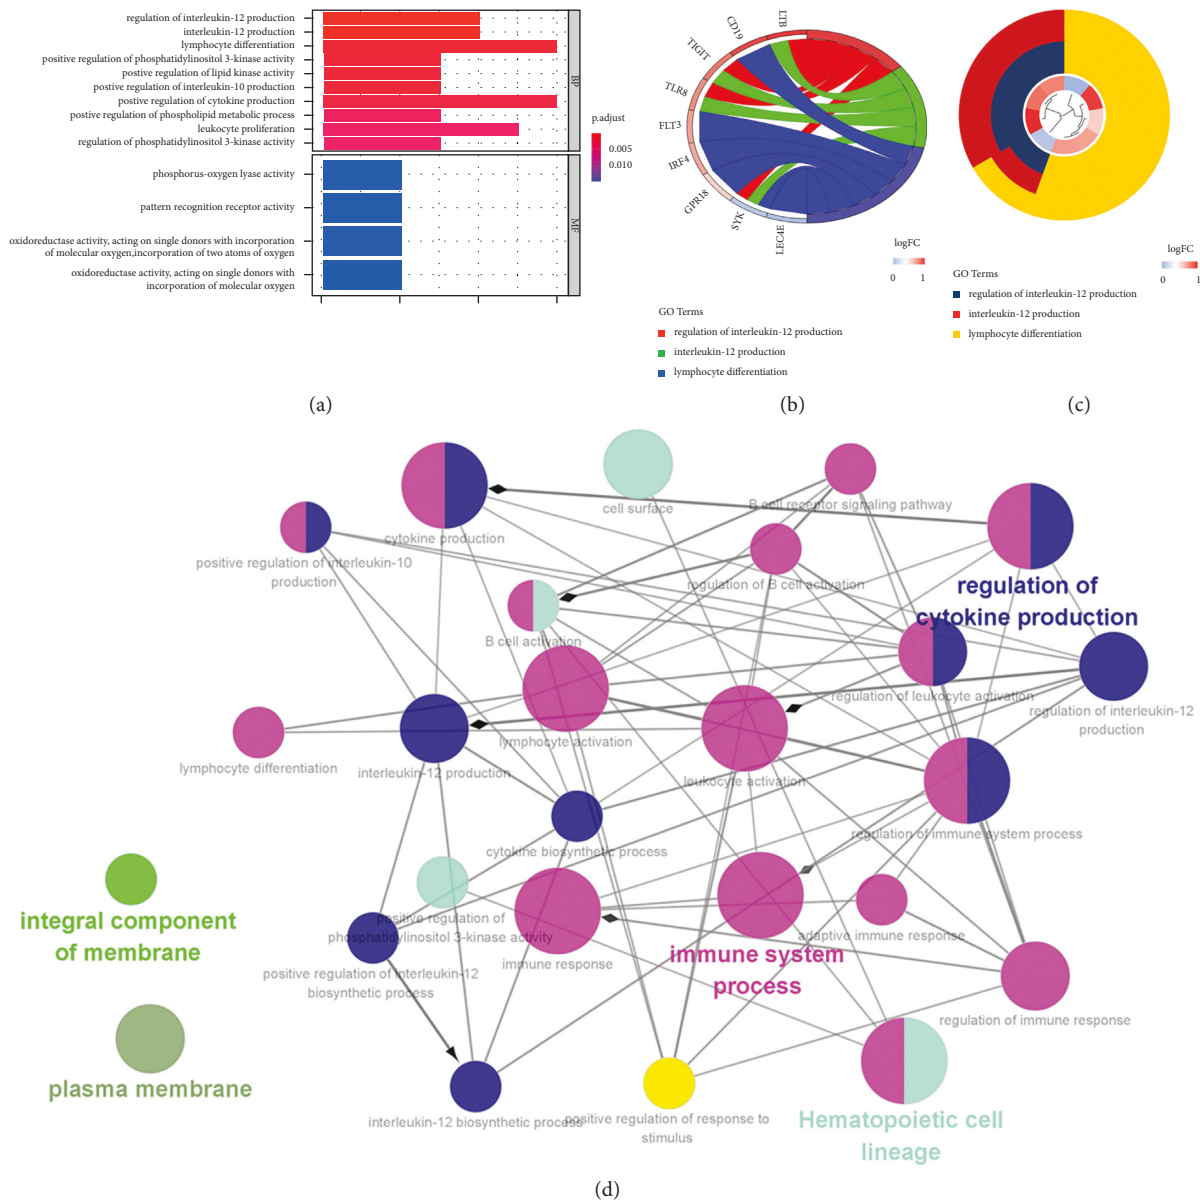 regulation of interleukin-12 production
interleukin-12 production
lymphocyte differentiation
positive regulation of phosphatidylinositol 3-kinase activity
postive regulation of lipid kinase activity
postive regulation of interleukin-10 production
postive regulation of cytokine production
postive regulation of phospholipid metabolic process
leukocyte proliferation
regulation of phosphatidylinositol 3-kinase activity
BP
phosphorus-oxygen lyase activity
pattern recognition receptor activity
oxidoreductase activity, acting on single donors with incorporation
of molecular oxygen,incorporation of two atoms of oxygen
oxidoreductase activity, acting on single donors with
incorporation of molecular oxygen
MF
p.adjust
0.005
0.010
(a)
LTB
CD19
TIGIT
TLR8
FLT3
IRF4
GPR18
SYK
LEC4E
logFC
0 1
GO Terms
regulation of interleukin-12 production
interleukin-12 production
lymphocyte differentiation
(b)
logFC
0 1
GO Terms
regulation of interleukin-12 production
interleukin-12 production
lymphocyte differentiation
(c)
cell surface
B cell receptor signaling pathway
cytokine production
positive regulation of interleukin-10
production
regulation of B cell activation
regulation of
cytokine production
B cell activation
regulation of leukocyte activation
regulation of interleukin-12
production
lymphocyte activation
lymphocyte differentiation
interleukin-12 production
leukocyte activation
regulation of immune system process
cytokine biosynthetic process
integral component
of membrane
positive regulation of
phosphatidylinositol 3-kinase activity
adaptive immune response
immune response
immune system
process
positive regulation of interleukin-12
biosynthetic process
regulation of immune response
plasma membrane
interleukin-12 biosynthetic process
positive regulation of response to
stimulus
Hematopoietic cell
lineage
(d)